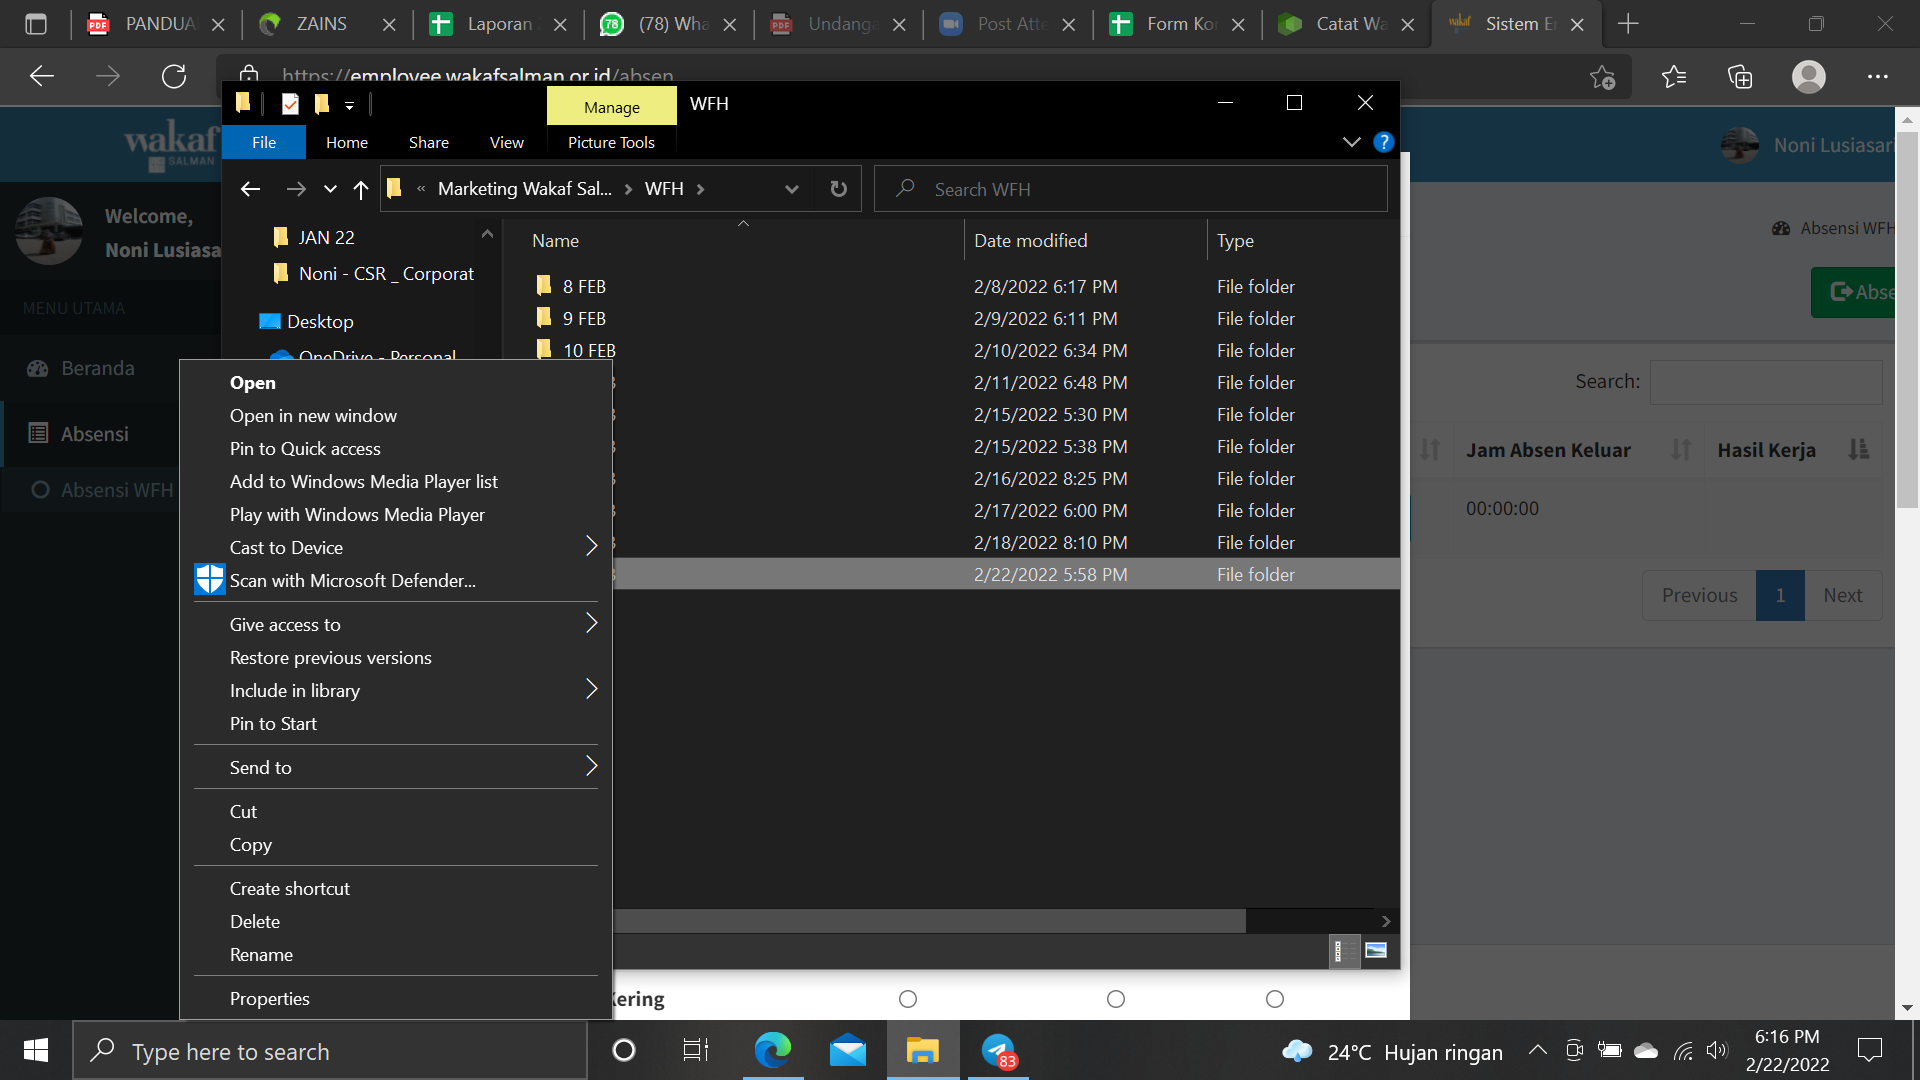 PANDUA
ZAINS
Laporan
(78) Wha
Undanga
Post Atte
Form Ko
Catat Wa
Sistem E
https://employee.wakafsalman.or.id/absen
Manage
WFH
File
Home
Share
View
Picture Tools
wakaf
SALMAN
Noni Lusiasari
« Marketing Wakaf Sal... > WFH >
Search WFH
Welcome,
Noni Lusiasa
JAN 22
Noni - CSR _ Corporat
Desktop
OneDrive - Personal
Name
Date modified
Type
8 FEB 2/8/2022 6:17 PM File folder
9 FEB 2/9/2022 6:11 PM File folder
10 FEB 2/10/2022 6:34 PM File folder
2/11/2022 6:48 PM File folder
2/15/2022 5:30 PM File folder
2/15/2022 5:38 PM File folder
2/16/2022 8:25 PM File folder
2/17/2022 6:00 PM File folder
2/18/2022 8:10 PM File folder
2/22/2022 5:58 PM File folder
Absensi WFH
Abse
Search:
Jam Absen Keluar
Hasil Kerja
00:00:00
Previous
1
Next
MENU UTAMA
Beranda
Absensi
Absensi WFH
Open
Open in new window
Pin to Quick access
Add to Windows Media Player list
Play with Windows Media Player
Cast to Device
Scan with Microsoft Defender...
Give access to
Restore previous versions
Include in library
Pin to Start
Send to
Cut
Copy
Create shortcut
Delete
Rename
Properties
Kering
Type here to search
83
24°C Hujan ringan
6:16 PM
2/22/2022